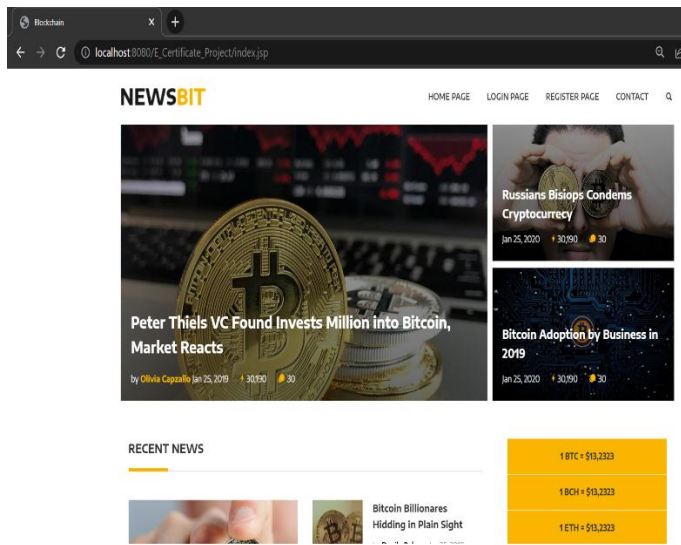 Blockchain
localhost:8080/E_Certificate_Project/index.jsp
NEWSBIT
HOME PAGE LOGIN PAGE REGISTER PAGE CONTACT
Peter Thiels VC Found Invests Million into Bitcoin,
Market Reacts
by Olivia Capzallo Jan 25, 2019 30,190 30
Russians Bisiops Condems
Cryptocurrecy
Jan 25, 2020 30,190 30
Bitcoin Adoption by Business in
2019
Jan 25, 2020 30,190 30
RECENT NEWS
Bitcoin Billionares
Hidding in Plain Sight
1 BTC = $13,2323
1 BCH = $13,2323
1 ETH = $13,2323